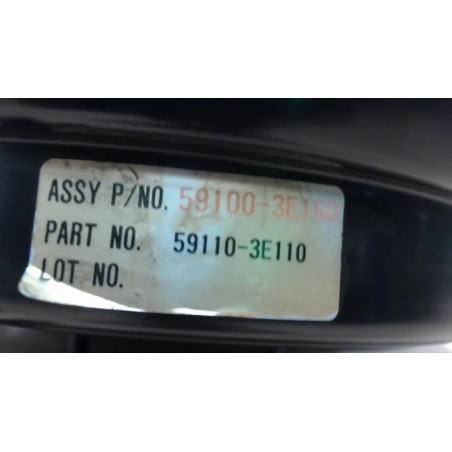 ASSY P/NO.
PART NO. 59110-3E110
LOT NO.